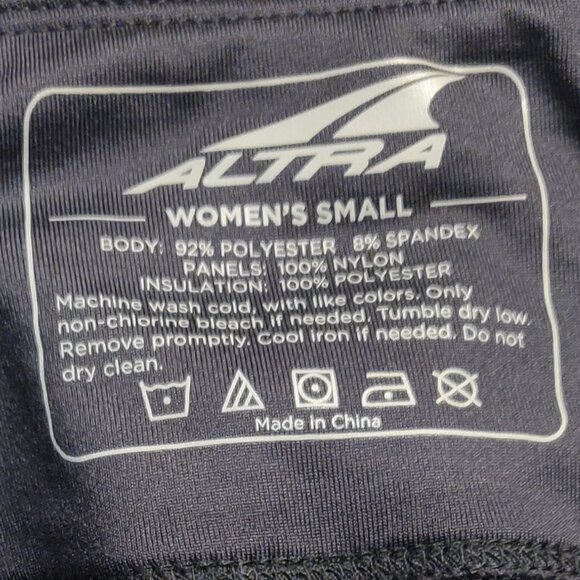 ALTRA
WOMEN'S SMALL
BODY: 92% POLYESTER 8% SPANDEX
PANELS: 100% NYLON
INSULATION: 100% POLYESTER
Machine wash cold, with like colors. Only
non-chlorine bleach if needed. Tumble dry low.
Remove promptly. Cool iron if needed. Do not
dry clean.
Made in China